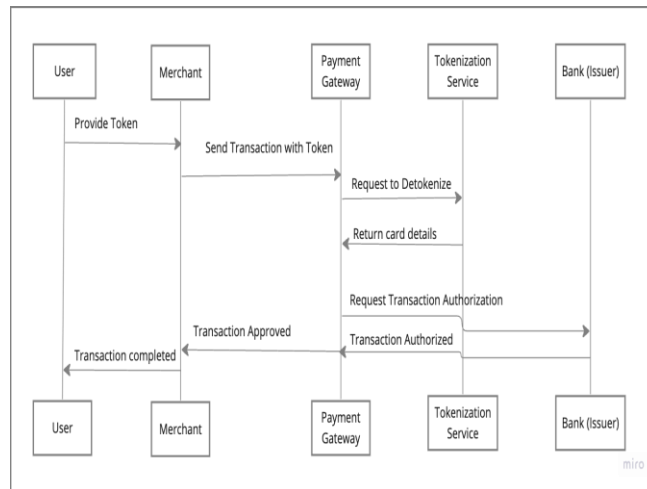 User
Merchant
Payment
Gateway
Tokenization
Service
Bank (Issuer)
Provide Token
Send Transaction with Token
Request to Detokenize
Return card details
Request Transaction Authorization
Transaction Approved
Transaction Authorized
Transaction completed
User
Merchant
Payment
Gateway
Tokenization
Service
Bank (Issuer)
miro